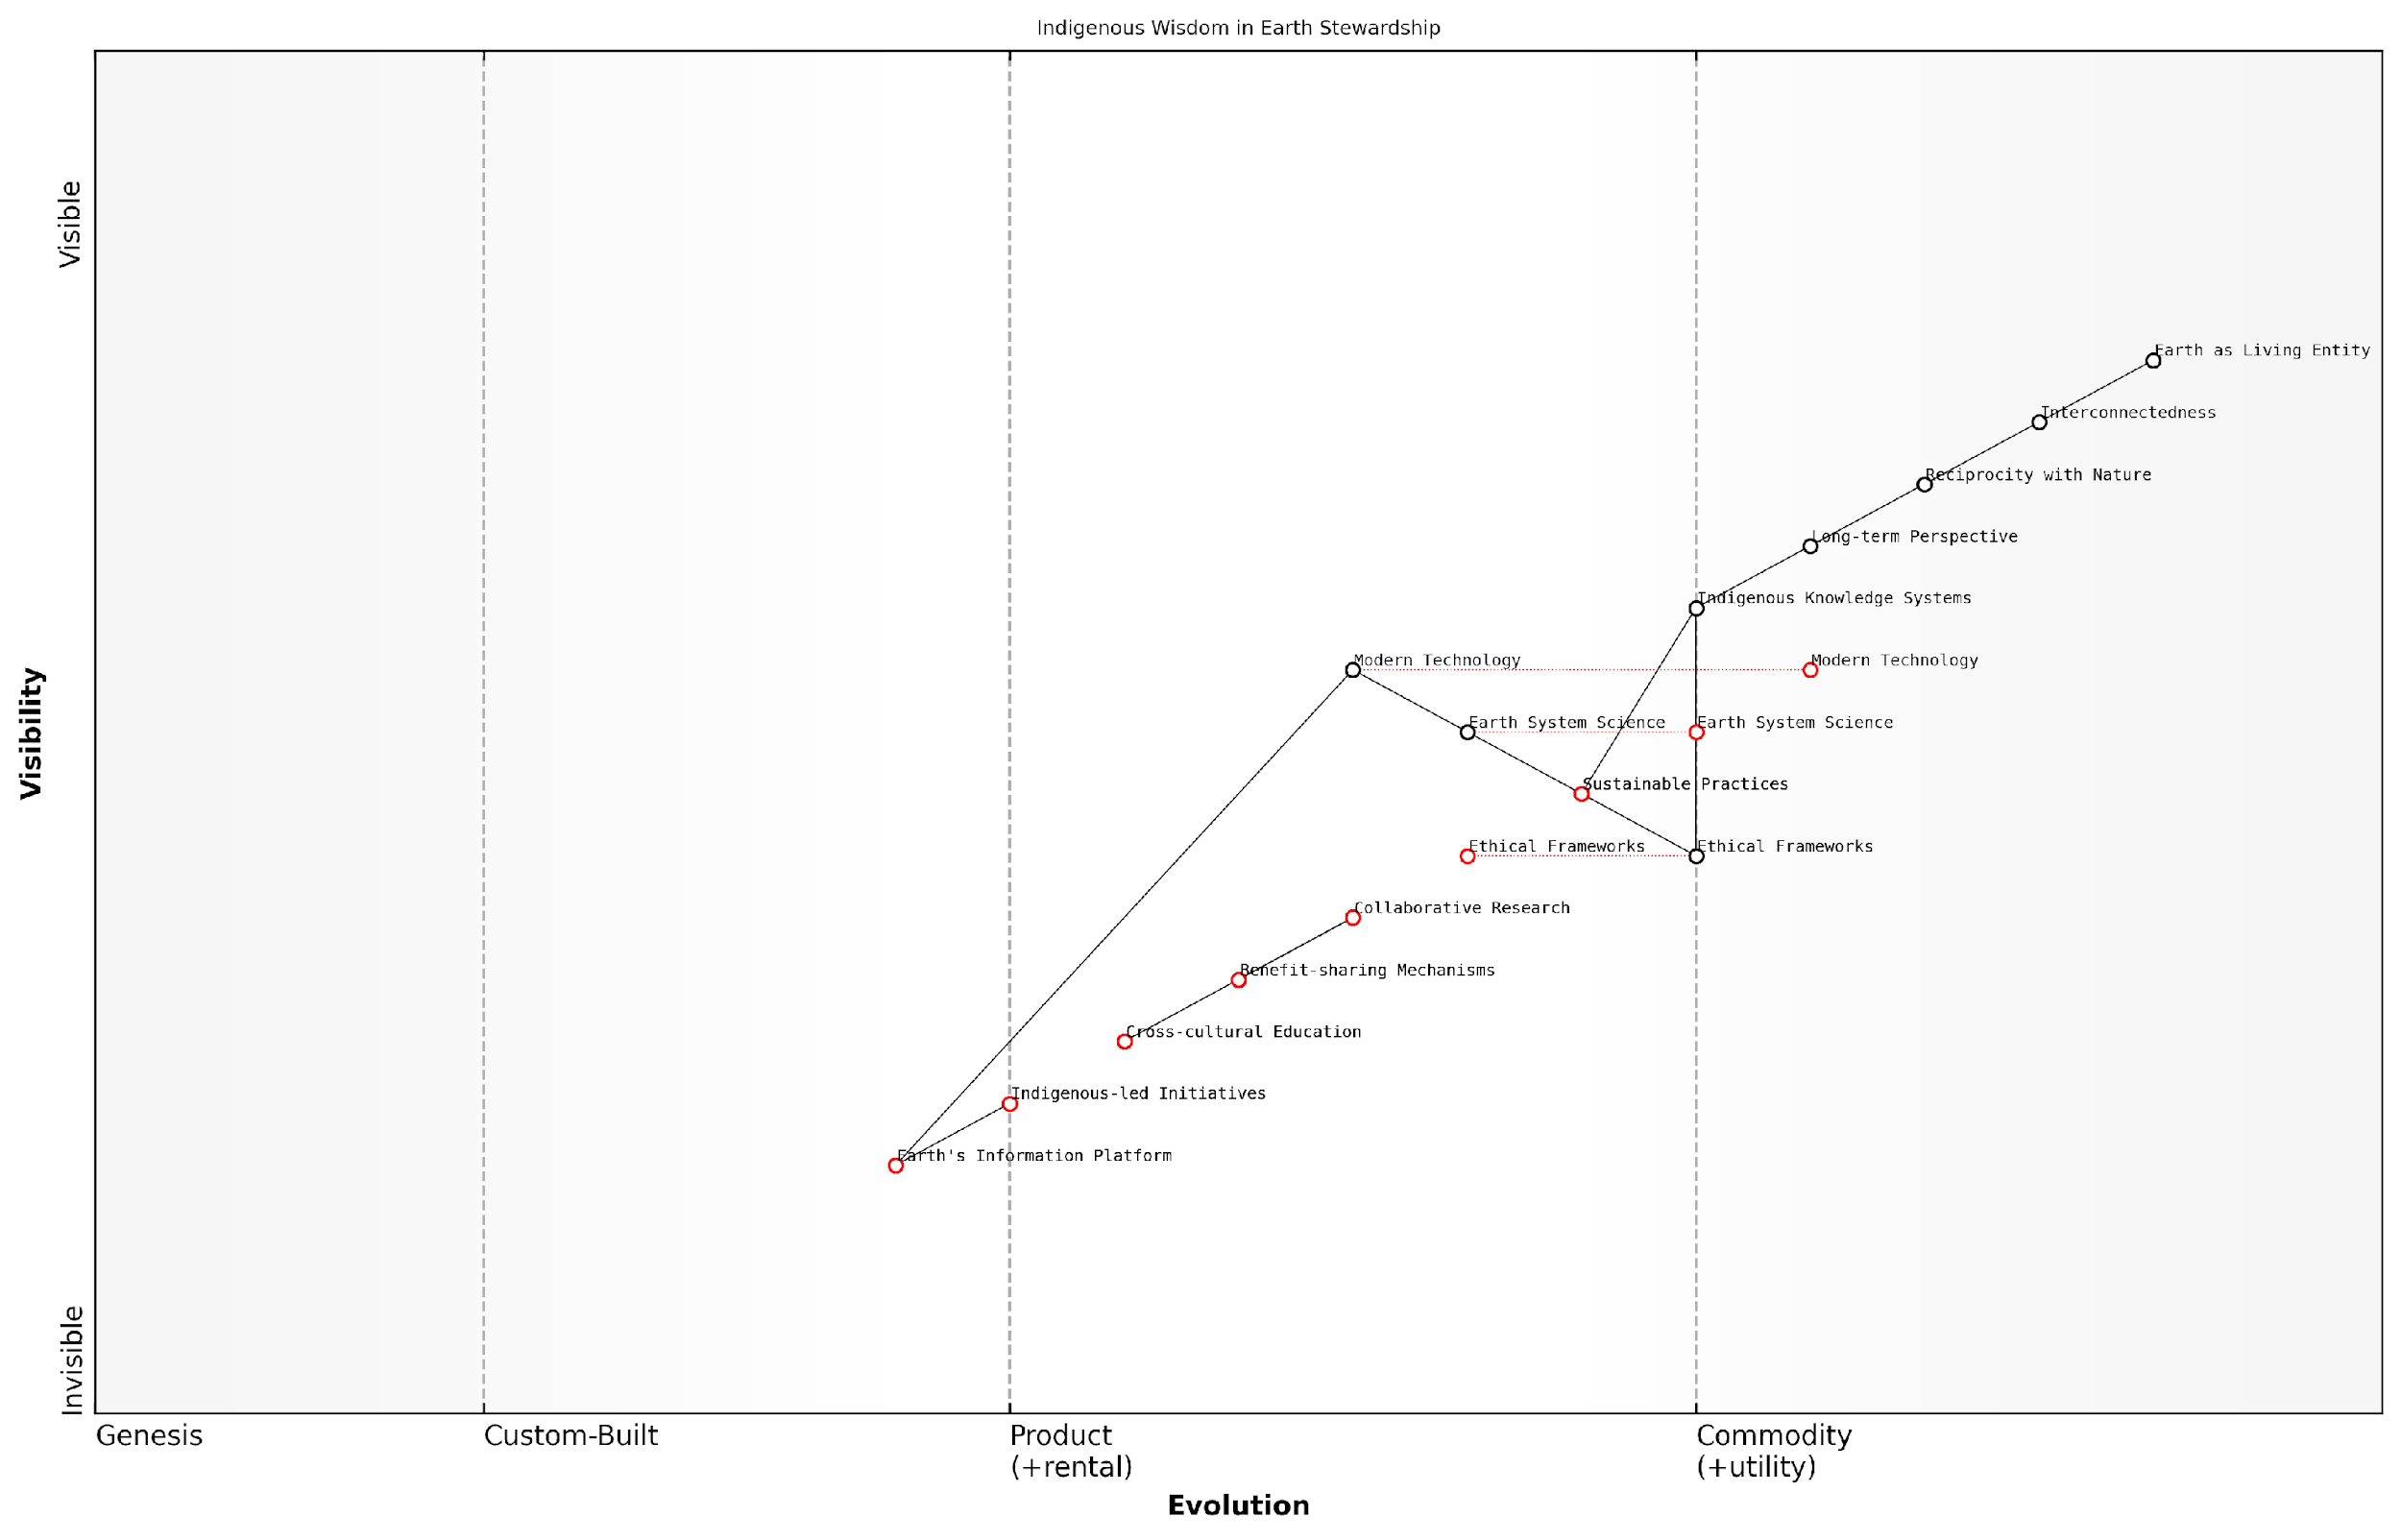 Indigenous Wisdom in Earth Stewardship
Visible
Visibility
Invisible
Earth as Living Entity
Interconnectedness
Reciprocity with Nature
Long-term Perspective
Indigenous Knowledge Systems
Modern Technology
Modern Technology
Earth System Science
Earth System Science
Sustainable Practices
Ethical Frameworks
Ethical Frameworks
Collaborative Research
Benefit-sharing Mechanisms
Cross-cultural Education
Indigenous-led Initiatives
Earth's Information Platform
Genesis
Custom-Built
Product
(+rental)
Commodity
(+utility)
Evolution